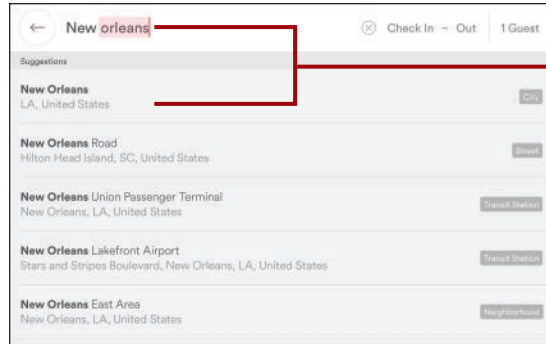 New orleans Check In – Out 1 Guest
Suggestions
New Orleans
LA, United States City
New Orleans Road
Hilton Head Island, SC, United States Street
New Orleans Union Passenger Terminal
New Orleans, LA, United States Transit Station
New Orleans Lakefront Airport
Stars and Stripes Boulevard, New Orleans, LA, United States Transit Station
New Orleans East Area
New Orleans, LA, United States Neighborhood